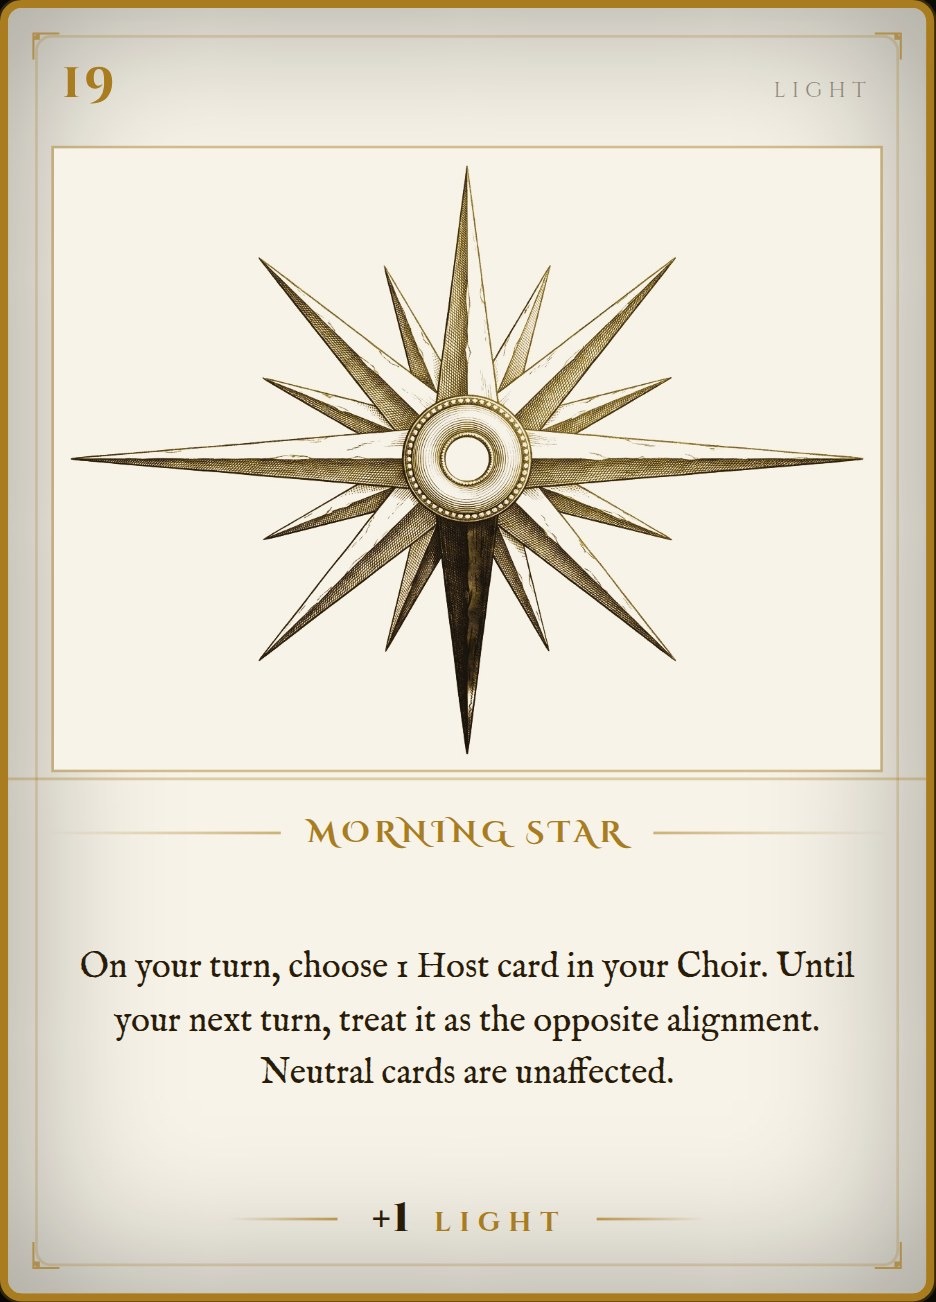 19
LIGHT
MORNING STAR
On your turn, choose 1 Host card in your Choir. Until
your next turn, treat it as the opposite alignment.
Neutral cards are unaffected.
+1 LIGHT